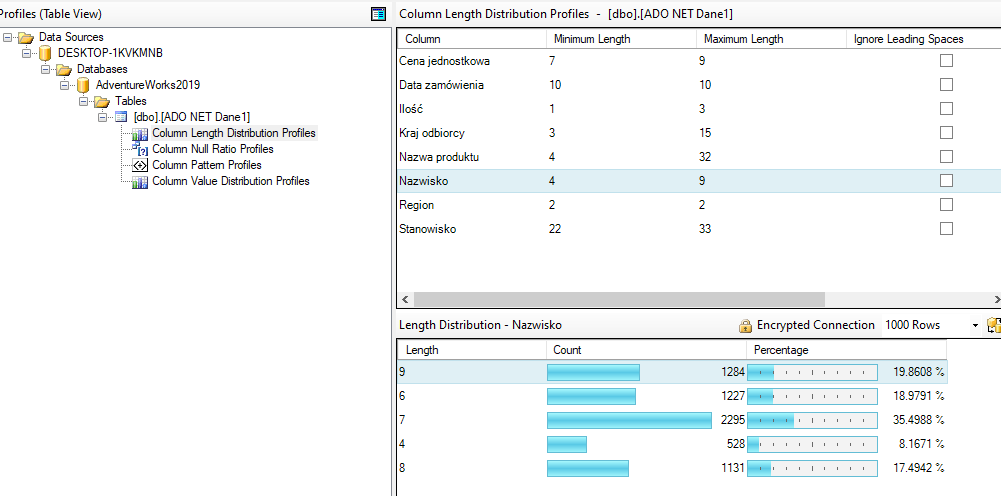 Profiles (Table View)
Data Sources
DESKTOP-1KVKMNB
Databases
AdventureWorks2019
Tables
[dbo].[ADO NET Dane1]
Column Length Distribution Profiles
Column Null Ratio Profiles
Column Pattern Profiles
Column Value Distribution Profiles
Column Length Distribution Profiles - [dbo].[ADO NET Dane1]
Column Minimum Length Maximum Length Ignore Leading Spaces
Cena jednostkowa 7 9
Data zamówienia 10 10
Ilość 1 3
Kraj odbiorcy 3 15
Nazwa produktu 4 32
Nazwisko 4 9
Region 2 2
Stanowisko 22 33
Length Distribution - Nazwisko Encrypted Connection 1000 Rows
Length Count Percentage
9 1284 19.8608 %
6 1227 18.9791 %
7 2295 35.4988 %
4 528 8.1671 %
8 1131 17.4942 %